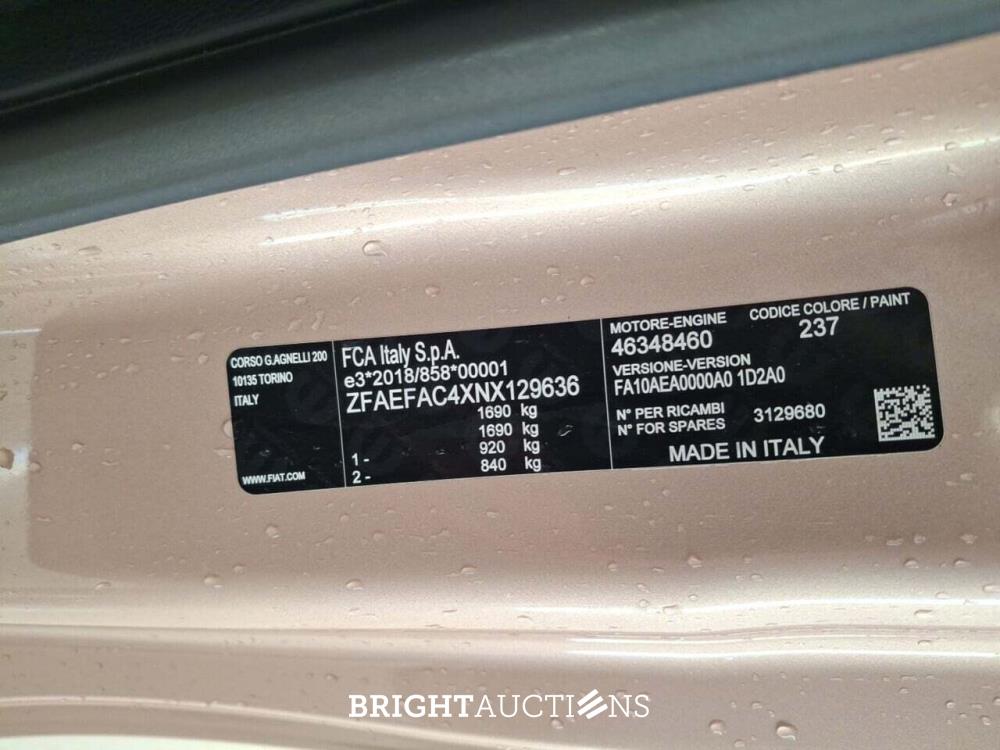 CORSO G.AGNELLI 200
10135 TORINO
ITALY
WWW.FIAT.COM
FCA Italy S.p.A.
e3*2018/858*00001
ZFAEFAC4XNX129636
1690 kg
1690 kg
1 - 920 kg
2 - 840 kg
MOTORE-ENGINE
46348460
CODICE COLORE / PAINT
237
VERSIONE-VERSION
FA10AEA0000A0 1D2A0
N° PER RICAMBI
N° FOR SPARES
3129680
MADE IN ITALY
BRIGHTAUCTIONS